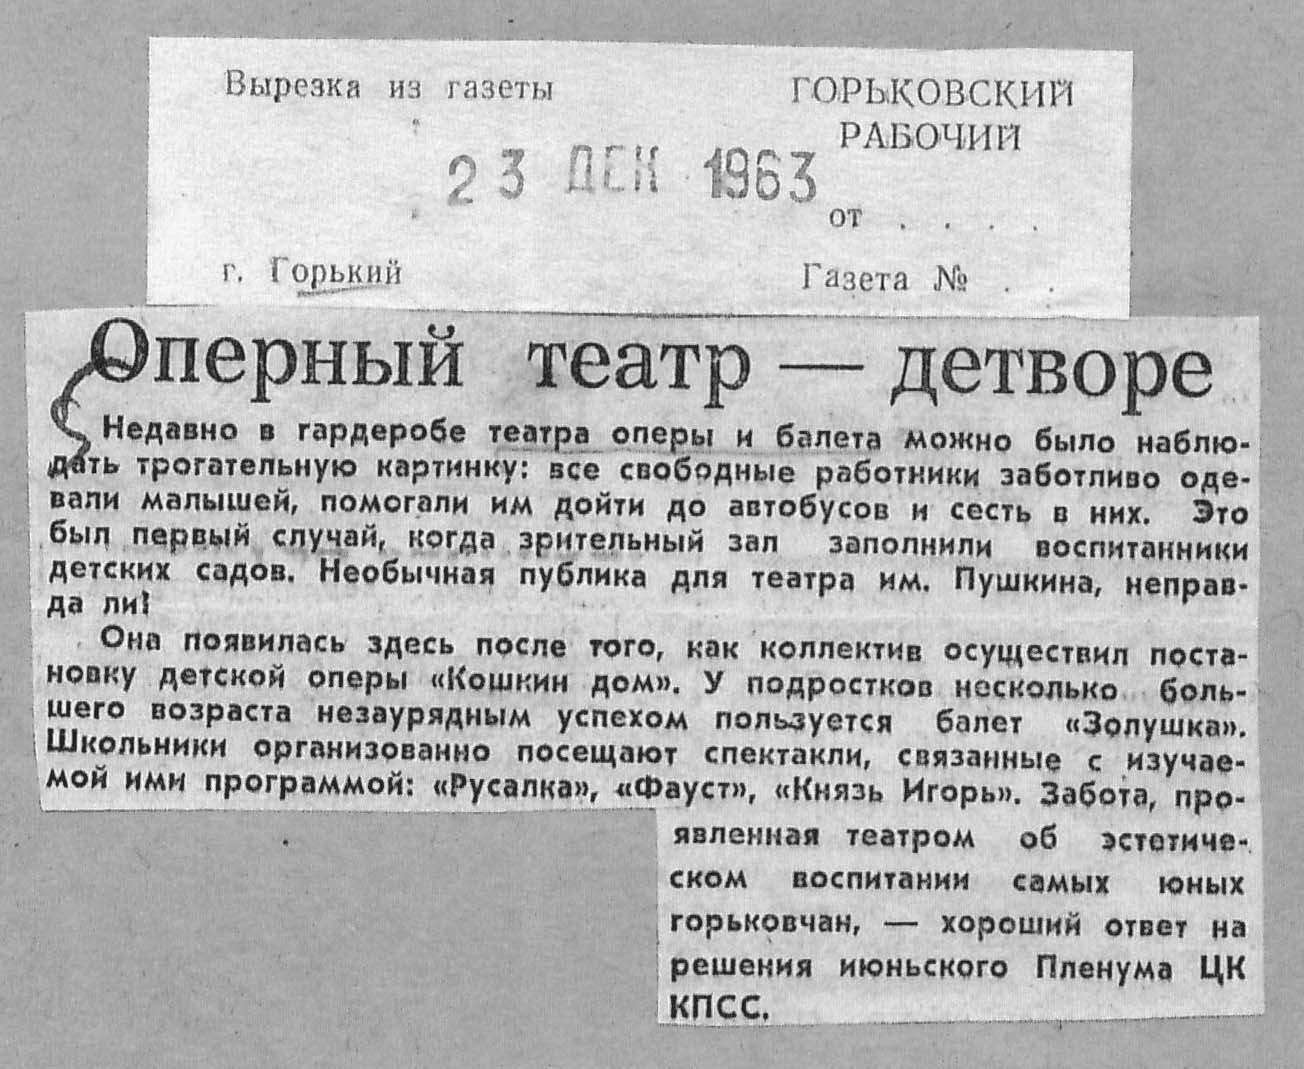 Вырезка из газеты
ГОРЬКОВСКИЙ
РАБОЧИЙ
23 ДЕК 1963
от . . . .
г. Горький
Газета № . .
Оперный театр — детворе
Недавно в гардеробе театра оперы и балета можно было наблю-
дать трогательную картинку: все свободные работники заботливо оде-
вали малышей, помогали им дойти до автобусов и сесть в них. Это
был первый случай, когда зрительный зал заполнили воспитанники
детских садов. Необычная публика для театра им. Пушкина, неправ-
да ли!
Она появилась здесь после того, как коллектив осуществил поста-
новку детской оперы «Кошкин дом». У подростков несколько боль-
шего возраста незаурядным успехом пользуется балет «Золушка».
Школьники организованно посещают спектакли, связанные с изучае-
мой ими программой: «Русалка», «Фауст», «Князь Игорь». Забота, про-
явленная театром об эстетиче-
ском воспитании самых юных
горьковчан, — хороший ответ на
решения июньского Пленума ЦК
КПСС.